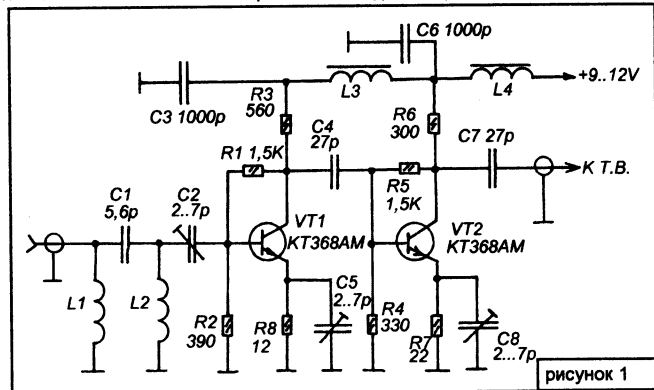 C6 1000p
C3 1000p
R3
560
L3
L4
+9..12V
R6
300
C4
27p
C7 27p
R1 1,5K
R5
1,5K
К Т.В.
C1
5,6p
C2
2..7p
VT1
КТ368АМ
VT2
КТ368АМ
L1
L2
R2
390
R8
12
C5
2..7p
R4
330
R7
22
C8
2...7p
рисунок 1